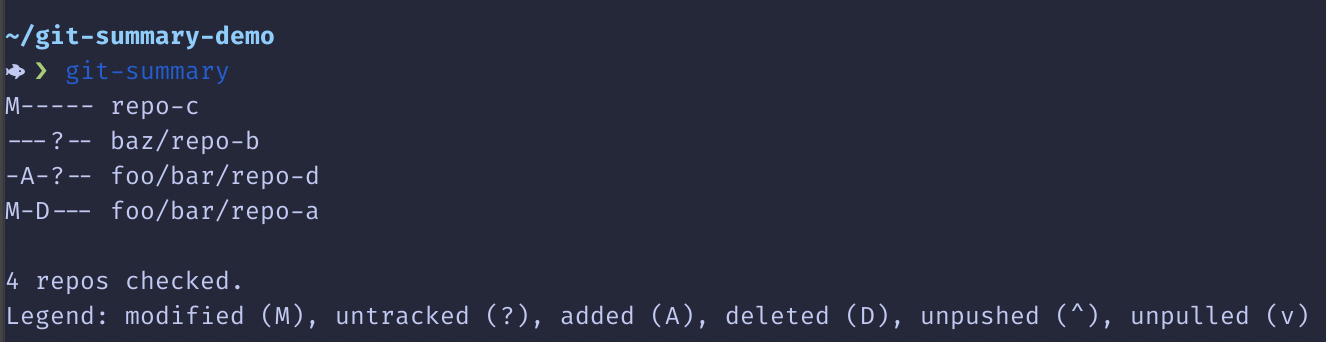 ~/git-summary-demo
❯ git-summary
M----- repo-c
---?-- baz/repo-b
-A-?-- foo/bar/repo-d
M-D--- foo/bar/repo-a
4 repos checked.
Legend: modified (M), untracked (?), added (A), deleted (D), unpushed (^), unpulled (v)